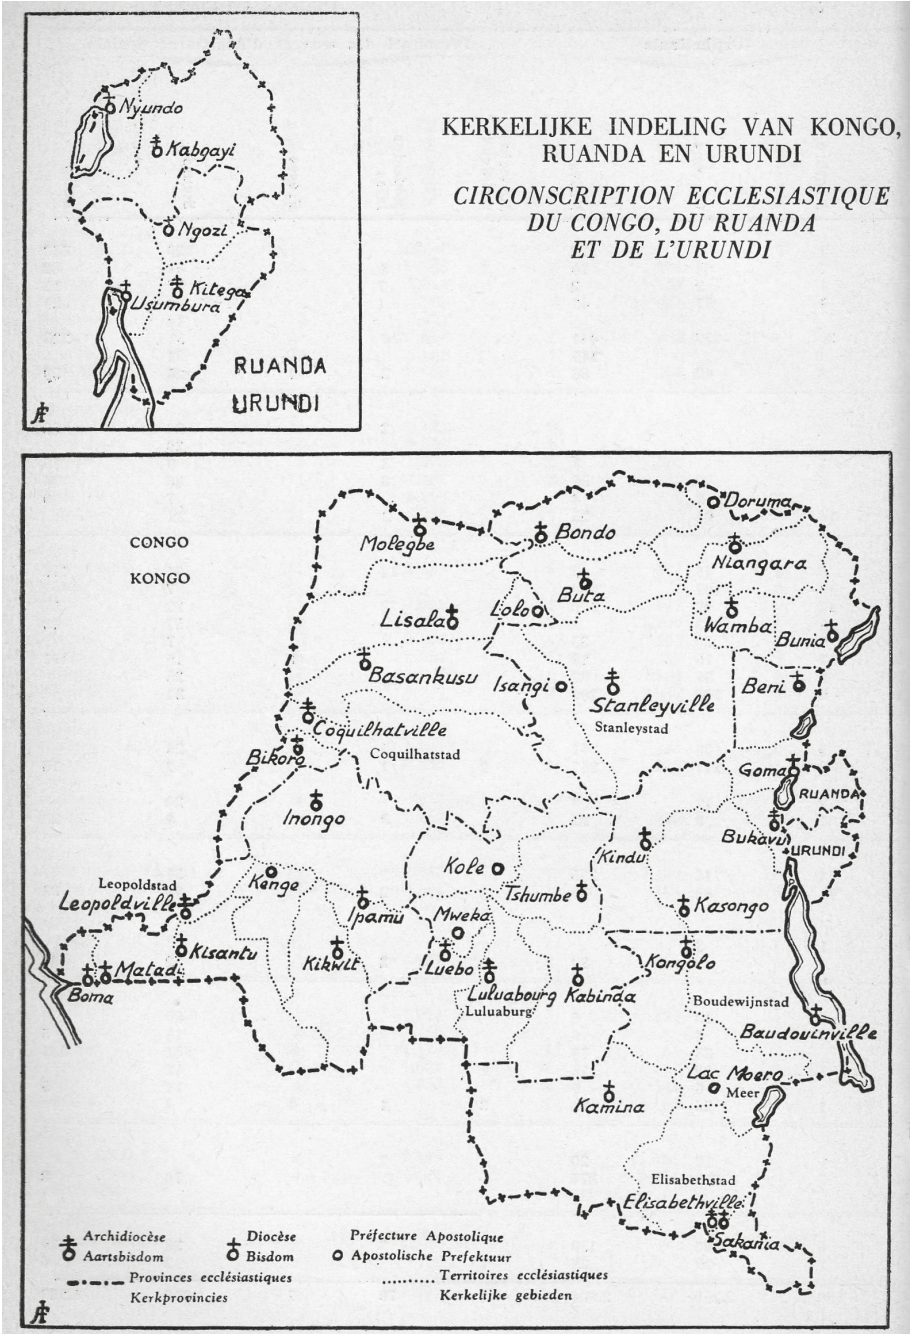 KERKELIJKE INDELING VAN KONGO,
RUANDA EN URUNDI
CIRCONSCRIPTION ECCLESIASTIQUE
DU CONGO, DU RUANDA
ET DE L'URUNDI
Nyundo
Kabgayi
Ngozi
Kitega
Usumbura
RUANDA
URUNDI
CONGO
KONGO
Doruma
Molegbe
Bondo
Niangara
Buta
Lisala
Lolo
Wamba
Bunia
Basankusu
Isangi
Stanleyville
Stanleystad
Beni
Coquilhatville
Coquilhatstad
Bikoro
Goma
RUANDA
Inongo
Bukavu
URUNDI
Kindu
Kole
Kenge
Leopoldstad
Leopoldville
Tshumbe
Kasongo
Ipamu
Mweka
Kisantu
Kikwit
Luebo
Kongolo
Matadi
Boma
Luluabourg
Luluaburg
Kabinda
Boudewijnstad
Baudouinville
Lac Moero
Meer
Kamina
Elisabethstad
Elisabethville
Sakania
Archidiocèse
Aartsbisdom
Diocèse
Bisdom
Préfecture Apostolique
Apostolische Prefektuur
Provinces ecclésiastiques
Kerkprovincies
Territoires ecclésiastiques
Kerkelijke gebieden